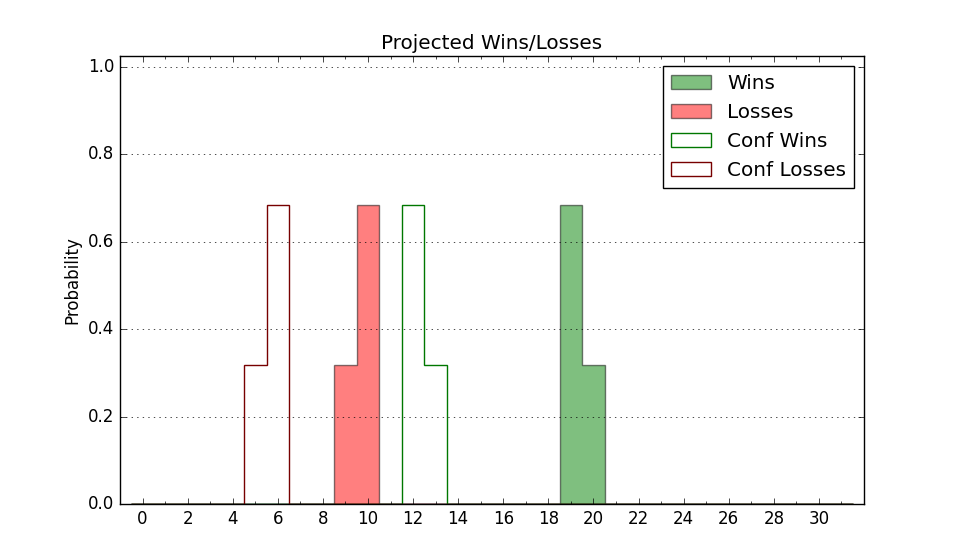 Projected Wins/Losses
Wins
Losses
Conf Wins
Conf Losses
Probability
1.0
0.8
0.6
0.4
0.2
0.0
0 2 4 6 8 10 12 14 16 18 20 22 24 26 28 30